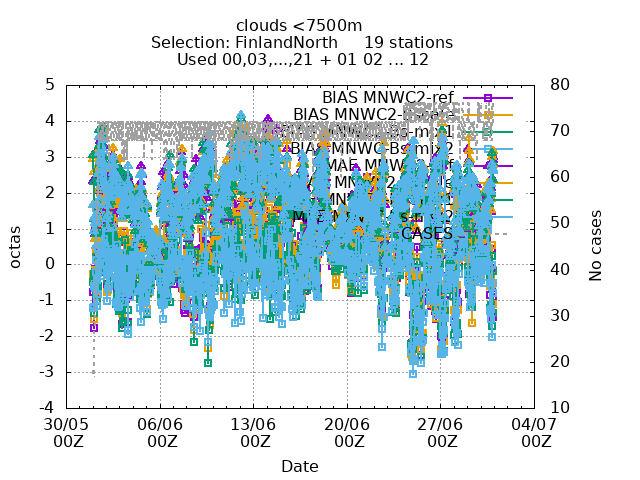 clouds <7500m
Selection: FinlandNorth 19 stations
Used 00,03,...,21 + 01 02 ... 12
5
4
3
2
1
0
-1
-2
-3
-4
octas
80
70
60
50
40
30
20
10
No cases
BIAS MNWC2-ref
BIAS MNWC2-
BIAS
MAE
CASES
30/05 06/06 13/06 20/06 27/06 04/07
00Z 00Z 00Z 00Z 00Z 00Z
Date